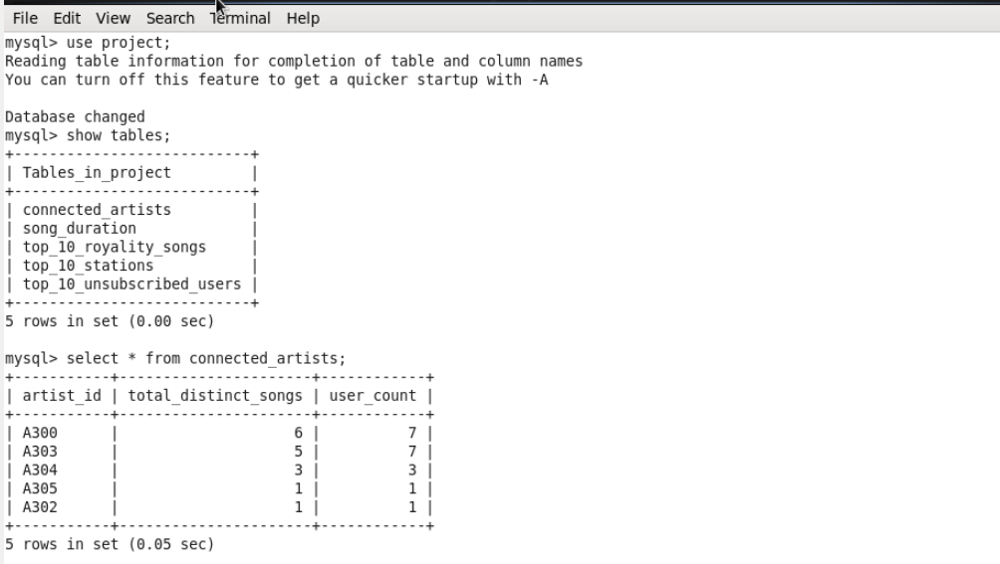 File Edit View Search Terminal Help
mysql> use project;
Reading table information for completion of table and column names
You can turn off this feature to get a quicker startup with -A

Database changed
mysql> show tables;
+---------------------------+
| Tables_in_project         |
+---------------------------+
| connected_artists         |
| song_duration             |
| top_10_royality_songs     |
| top_10_stations           |
| top_10_unsubscribed_users |
+---------------------------+
5 rows in set (0.00 sec)

mysql> select * from connected_artists;
+-----------+----------------------+------------+
| artist_id | total_distinct_songs | user_count |
+-----------+----------------------+------------+
| A300      |                    6 |          7 |
| A303      |                    5 |          7 |
| A304      |                    3 |          3 |
| A305      |                    1 |          1 |
| A302      |                    1 |          1 |
+-----------+----------------------+------------+
5 rows in set (0.05 sec)